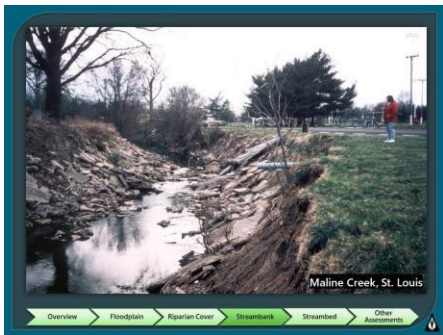 Maline Creek, St. Louis
Overview
Floodplain
Riparian Cover
Streambank
Streambed
Other
Assessments